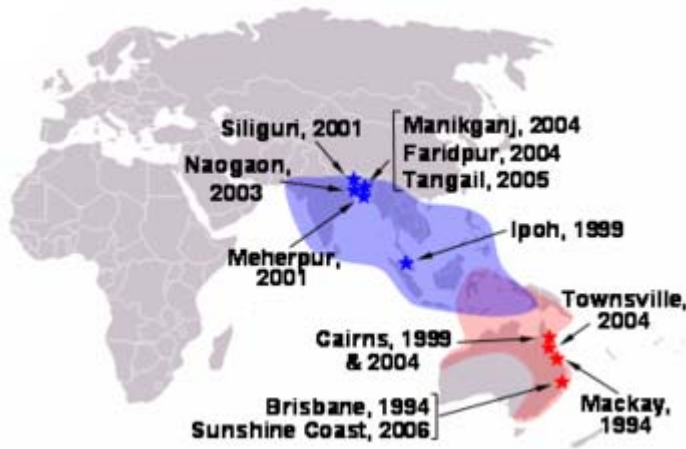 Siliguri, 2001
Manikganj, 2004
Faridpur, 2004
Tangail, 2005
Naogaon,
2003
Meherpur,
2001
Ipoh, 1999
Townsville,
2004
Cairns, 1999
& 2004
Mackay,
1994
Brisbane, 1994
Sunshine Coast, 2006